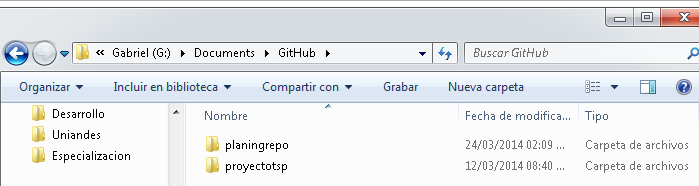 « Gabriel (G:) Documents GitHub Buscar GitHub
Organizar Incluir en biblioteca Compartir con Grabar Nueva carpeta
Desarrollo
Uniandes
Especializacion
Nombre Fecha de modifica... Tipo
planingrepo 24/03/2014 02:09 ... Carpeta de archivos
proyectotsp 12/03/2014 08:40 ... Carpeta de archivos